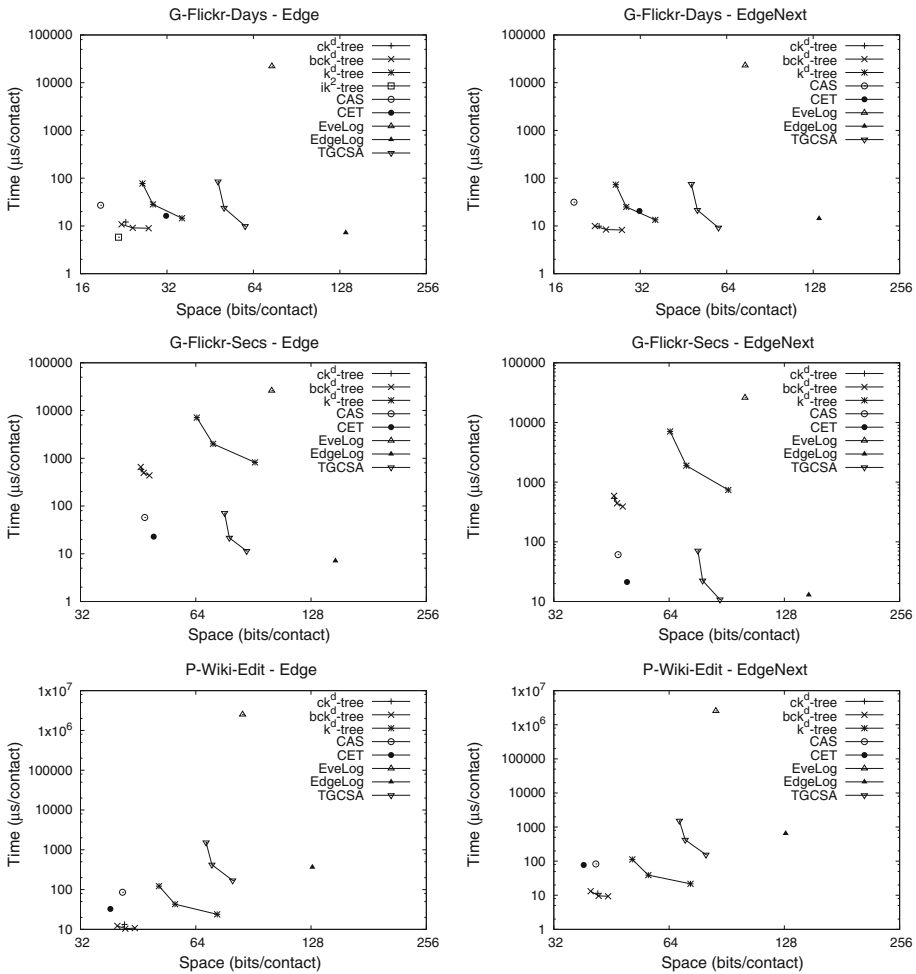 G-Flickr-Days - Edge
Time (µs/contact)
100000
10000
1000
100
10
1
16
32
64
128
256
Space (bits/contact)
ck^d-tree
bck^d-tree
k^d-tree
ik^2-tree
CAS
CET
EveLog
EdgeLog
TGCSA
G-Flickr-Days - EdgeNext
Time (µs/contact)
100000
10000
1000
100
10
1
16
32
64
128
256
Space (bits/contact)
ck^d-tree
bck^d-tree
k^d-tree
CAS
CET
EveLog
EdgeLog
TGCSA
G-Flickr-Secs - Edge
Time (µs/contact)
100000
10000
1000
100
10
1
32
64
128
256
Space (bits/contact)
ck^d-tree
bck^d-tree
k^d-tree
CAS
CET
EveLog
EdgeLog
TGCSA
G-Flickr-Secs - EdgeNext
Time (µs/contact)
100000
10000
1000
100
10
32
64
128
256
Space (bits/contact)
ck^d-tree
bck^d-tree
k^d-tree
CAS
CET
EveLog
EdgeLog
TGCSA
P-Wiki-Edit - Edge
Time (µs/contact)
1x10^7
1x10^6
100000
10000
1000
100
10
32
64
128
256
Space (bits/contact)
ck^d-tree
bck^d-tree
k^d-tree
CAS
CET
EveLog
EdgeLog
TGCSA
P-Wiki-Edit - EdgeNext
Time (µs/contact)
1x10^7
1x10^6
100000
10000
1000
100
10
1
32
64
128
256
Space (bits/contact)
ck^d-tree
bck^d-tree
k^d-tree
CAS
CET
EveLog
EdgeLog
TGCSA